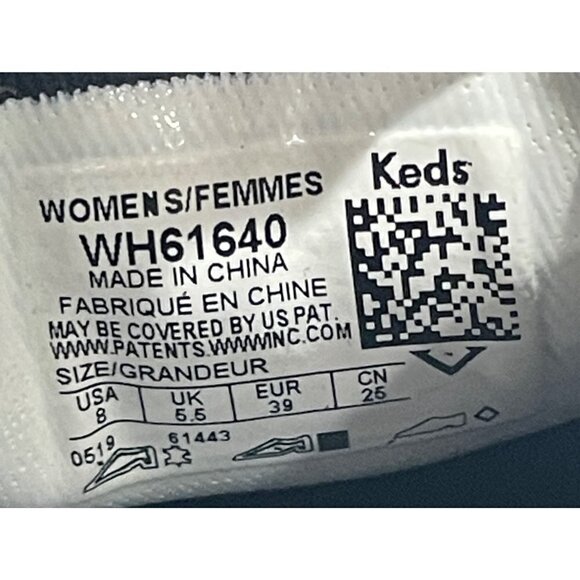 Keds
WOMENS/FEMMES
WH61640
MADE IN CHINA
FABRIQUÉ EN CHINE
MAY BE COVERED BY US PAT.
WWW.PATENTS.WWWINC.COM
SIZE/GRANDEUR
USA UK EUR CN
8 5.5 39 25
0519 61443